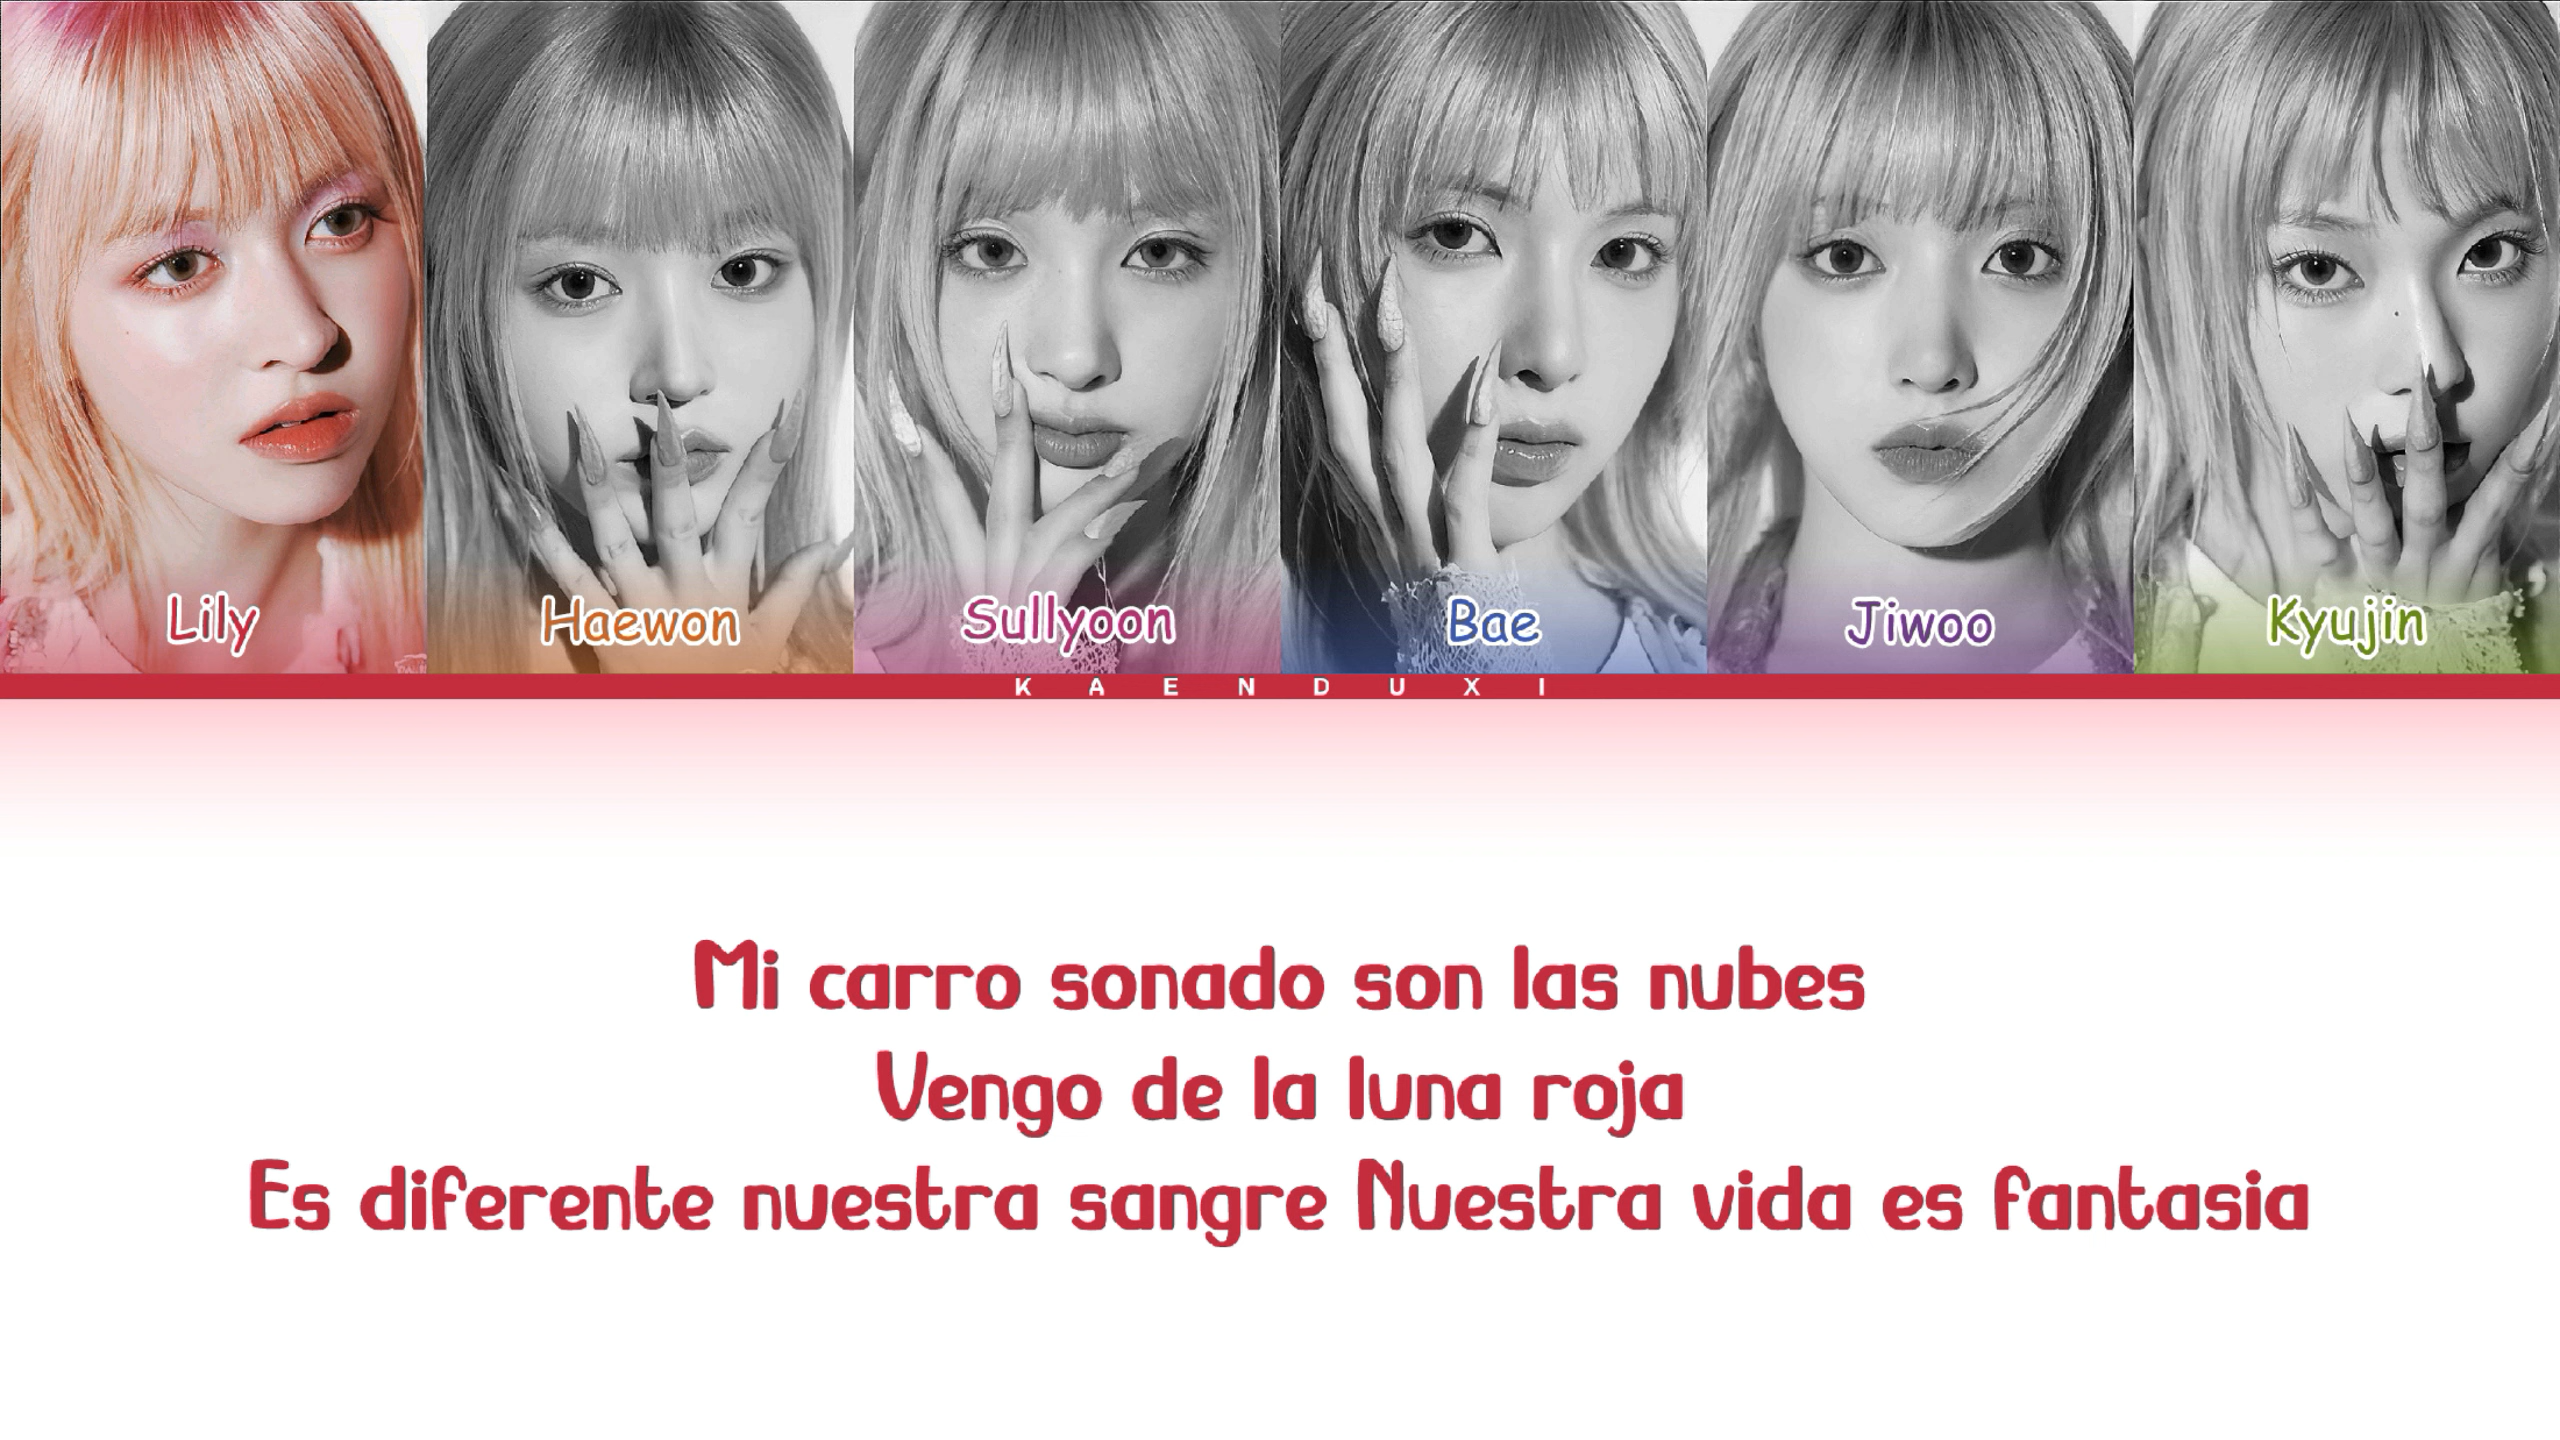 Lily
Haewon
Sullyoon
Bae
Jiwoo
Kyujin
KAENDUXI
Mi carro sonado son las nubes
Vengo de la luna roja
Es diferente nuestra sangre Nuestra vida es fantasia